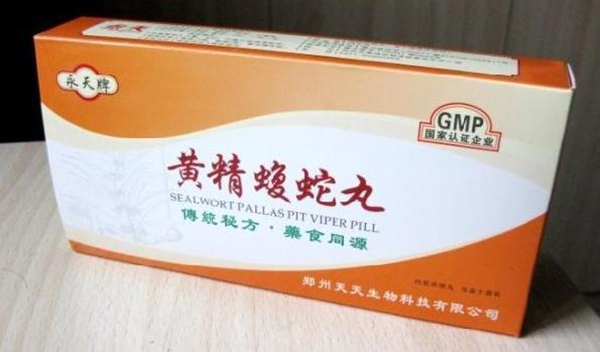 永天牌
GMP
国家认证企业
黄精蝮蛇丸
SEALWORT PALLAS PIT VIPER PILL
傳統秘方·藥食同源
郑州天天生物科技有限公司